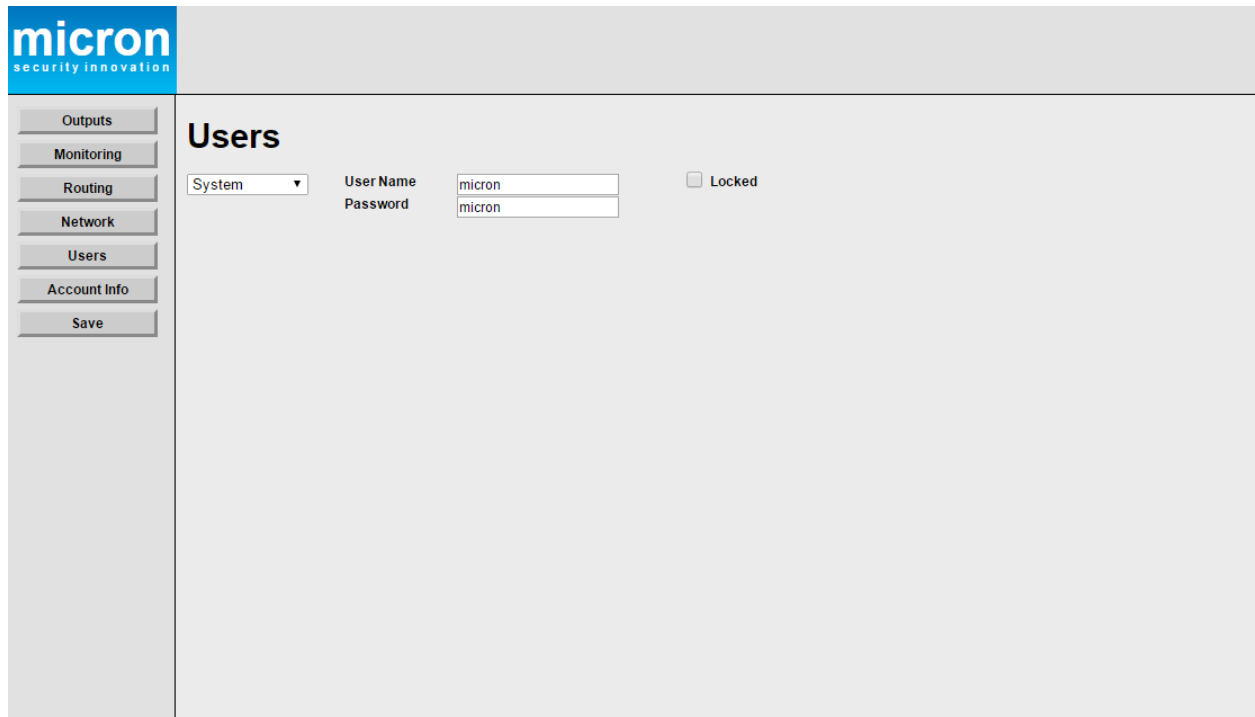 micron
security innovation
Outputs
Monitoring
Routing
Network
Users
Account Info
Save
Users
System
User Name
micron
Locked
Password
micron